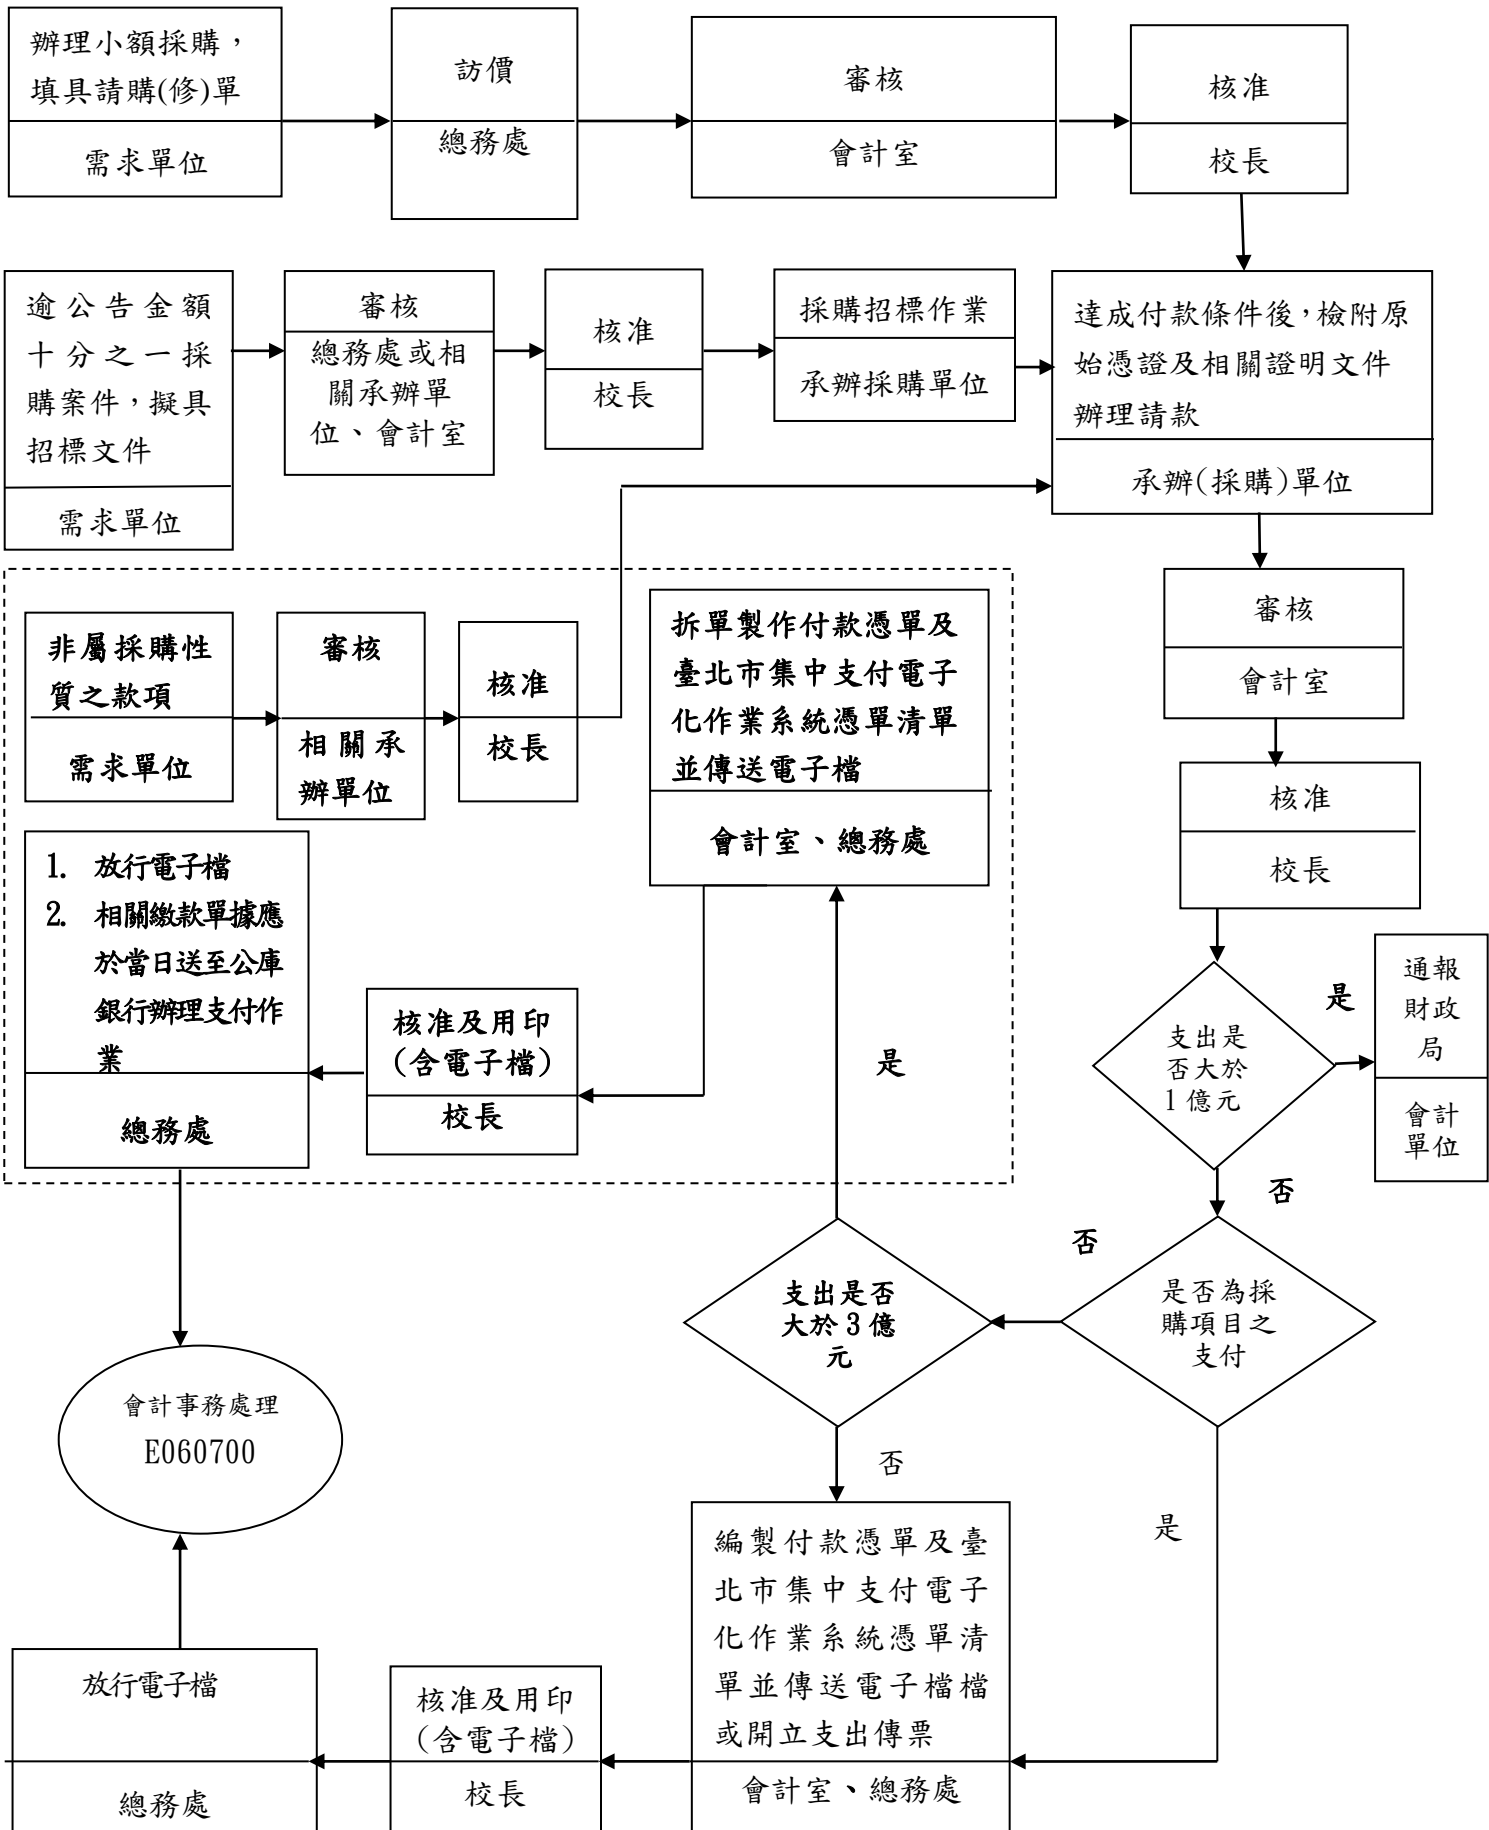 辦理小額採購，
填具請購(修)單
需求單位
訪價
總務處
審核
會計室
核准
校長
逾公告金額
十分之一採
購案件，擬具
招標文件
需求單位
審核
總務處或相
關承辦單
位、會計室
核准
校長
採購招標作業
承辦採購單位
達成付款條件後，檢附原
始憑證及相關證明文件
辦理請款
承辦(採購)單位
非屬採購性
質之款項
需求單位
審核
相關承
辦單位
核准
校長
拆單製作付款憑單及
臺北市集中支付電子
化作業系統憑單清單
並傳送電子檔
會計室、總務處
審核
會計室
核准
校長
1. 放行電子檔
2. 相關繳款單據應
於當日送至公庫
銀行辦理支付作
業
總務處
核准及用印
(含電子檔)
校長
是
支出是
否大於
1億元
是
通報
財政
局
會計
單位
否
否
支出是否
大於3億
元
是否為採
購項目之
支付
會計事務處理
E060700
否
是
編製付款憑單及臺
北市集中支付電子
化作業系統憑單清
單並傳送電子檔檔
或開立支出傳票
會計室、總務處
核准及用印
(含電子檔)
校長
放行電子檔
總務處